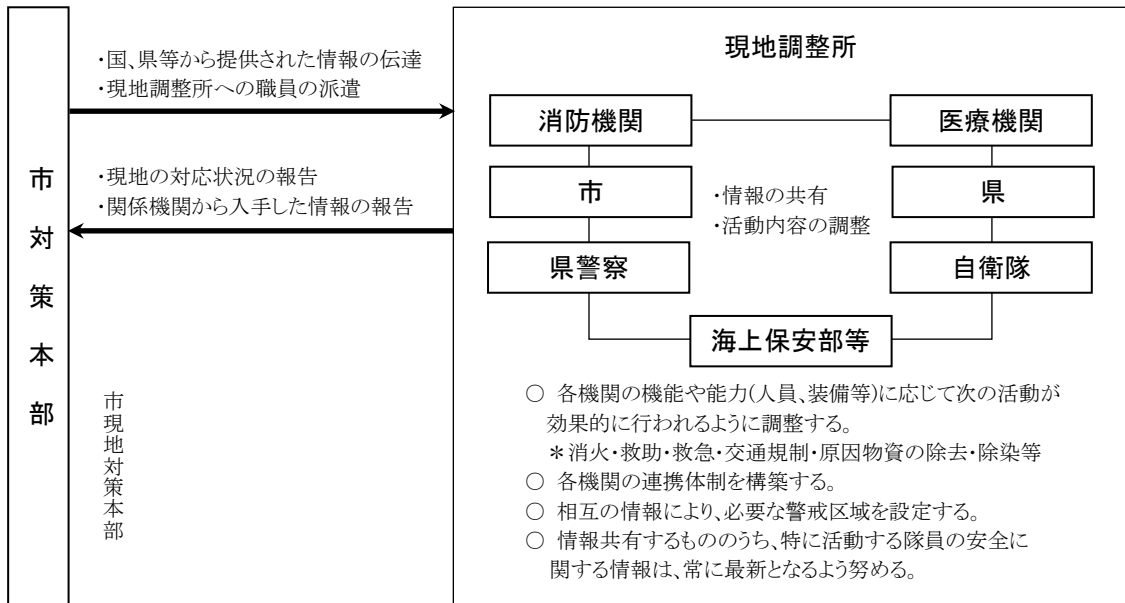 市対策本部
・国、県等から提供された情報の伝達
・現地調整所への職員の派遣
・現地の対応状況の報告
・関係機関から入手した情報の報告
市現地対策本部
現地調整所
消防機関
医療機関
市
県
・情報の共有
・活動内容の調整
県警察
自衛隊
海上保安部等
○ 各機関の機能や能力(人員、装備等)に応じて次の活動が
効果的に行われるように調整する。
＊消火・救助・救急・交通規制・原因物資の除去・除染等
○ 各機関の連携体制を構築する。
○ 相互の情報により、必要な警戒区域を設定する。
○ 情報共有するもののうち、特に活動する隊員の安全に
関する情報は、常に最新となるよう努める。